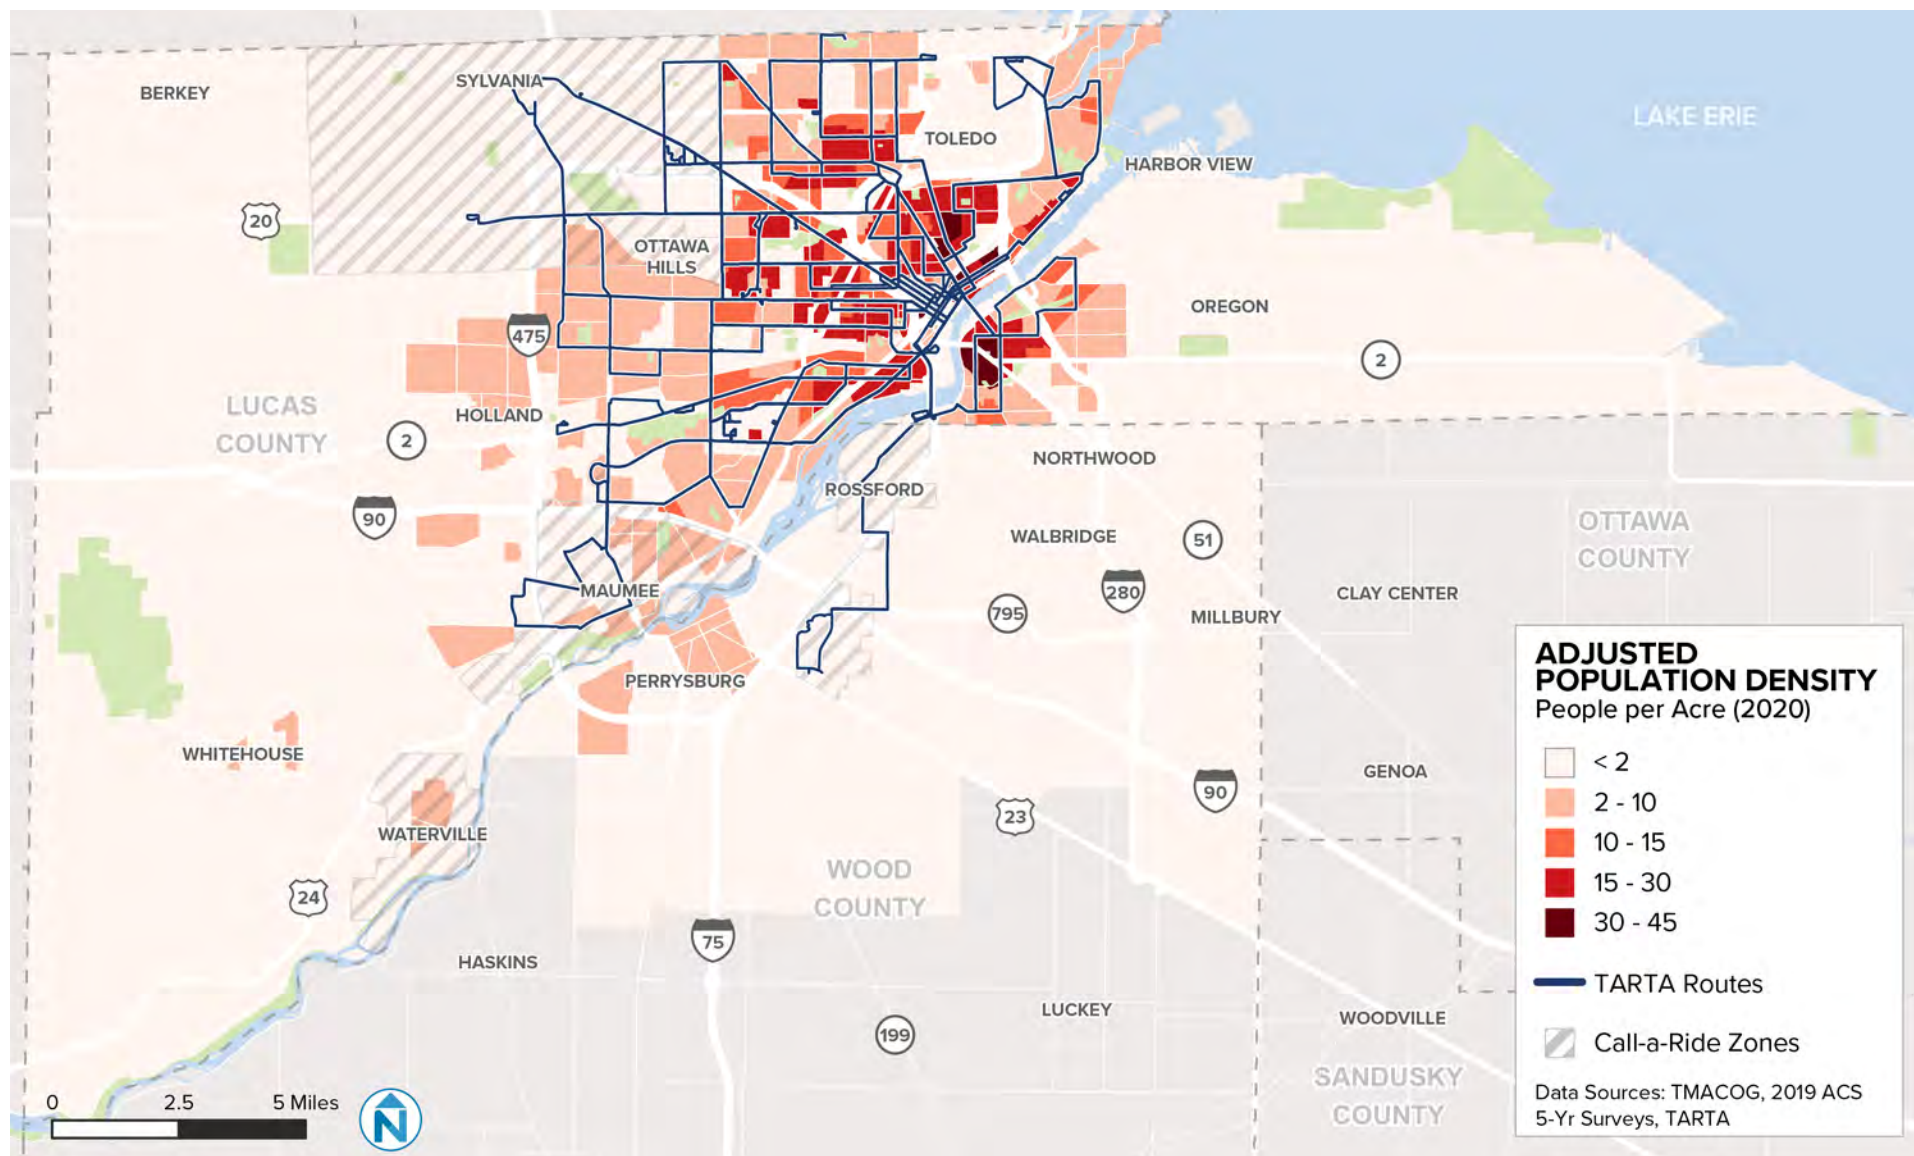 BERKEY
SYLVANIA
TOLEDO
LAKE ERIE
HARBOR VIEW
20
OTTAWA
HILLS
OREGON
475
2
LUCAS
COUNTY
HOLLAND
2
NORTHWOOD
ROSSFORD
90
WALBRIDGE
51
OTTAWA
COUNTY
MAUMEE
280
CLAY CENTER
795
MILLBURY
PERRYSBURG
WHITEHOUSE
GENOA
90
23
WATERVILLE
WOOD
COUNTY
24
75
HASKINS
LUCKEY
199
WOODVILLE
SANDUSKY
COUNTY
ADJUSTED
POPULATION DENSITY
People per Acre (2020)
< 2
2 - 10
10 - 15
15 - 30
30 - 45
TARTA Routes
Call-a-Ride Zones
Data Sources: TMACOG, 2019 ACS
5-Yr Surveys, TARTA
0 2.5 5 Miles
N